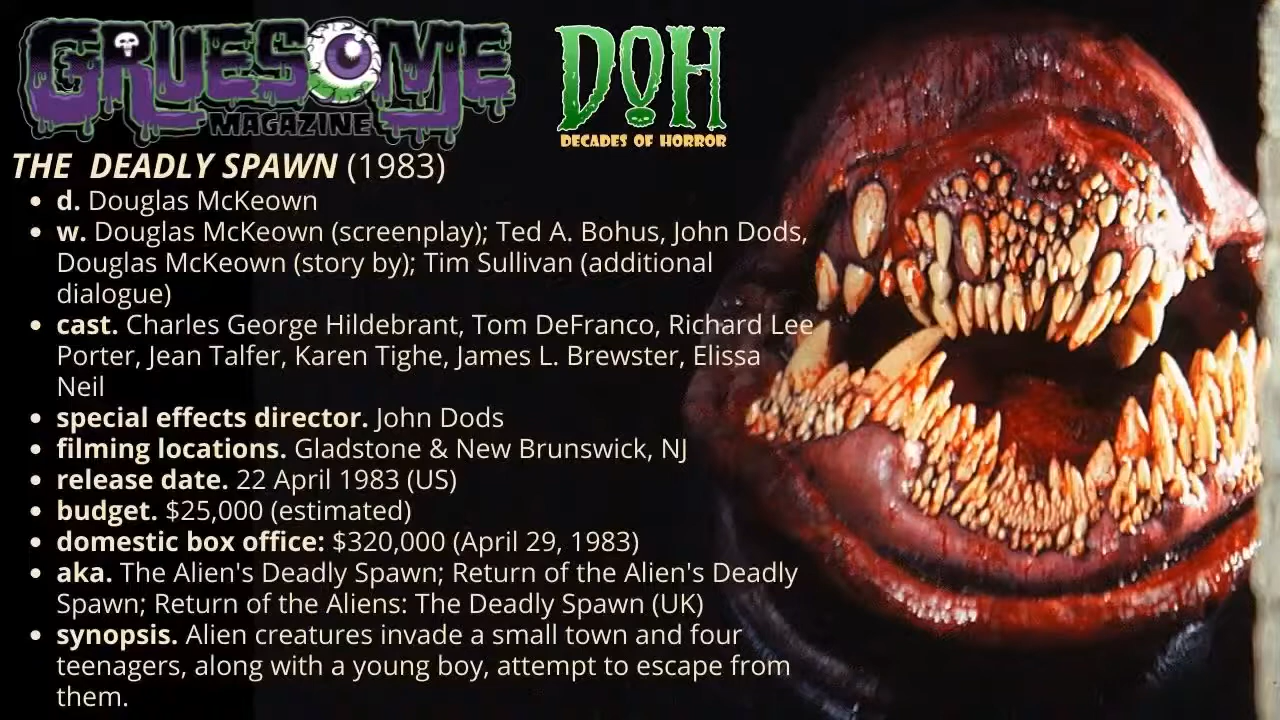 GRUESOME
MAGAZINE
DOH
DECADES OF HORROR
THE DEADLY SPAWN (1983)
• d. Douglas McKeown
• w. Douglas McKeown (screenplay); Ted A. Bohus, John Dods,
Douglas McKeown (story by); Tim Sullivan (additional
dialogue)
• cast. Charles George Hildebrant, Tom DeFranco, Richard Lee
Porter, Jean Talfer, Karen Tighe, James L. Brewster, Elissa
Neil
• special effects director. John Dods
• filming locations. Gladstone & New Brunswick, NJ
• release date. 22 April 1983 (US)
• budget. $25,000 (estimated)
• domestic box office: $320,000 (April 29, 1983)
• aka. The Alien's Deadly Spawn; Return of the Alien's Deadly
Spawn; Return of the Aliens: The Deadly Spawn (UK)
• synopsis. Alien creatures invade a small town and four
teenagers, along with a young boy, attempt to escape from
them.